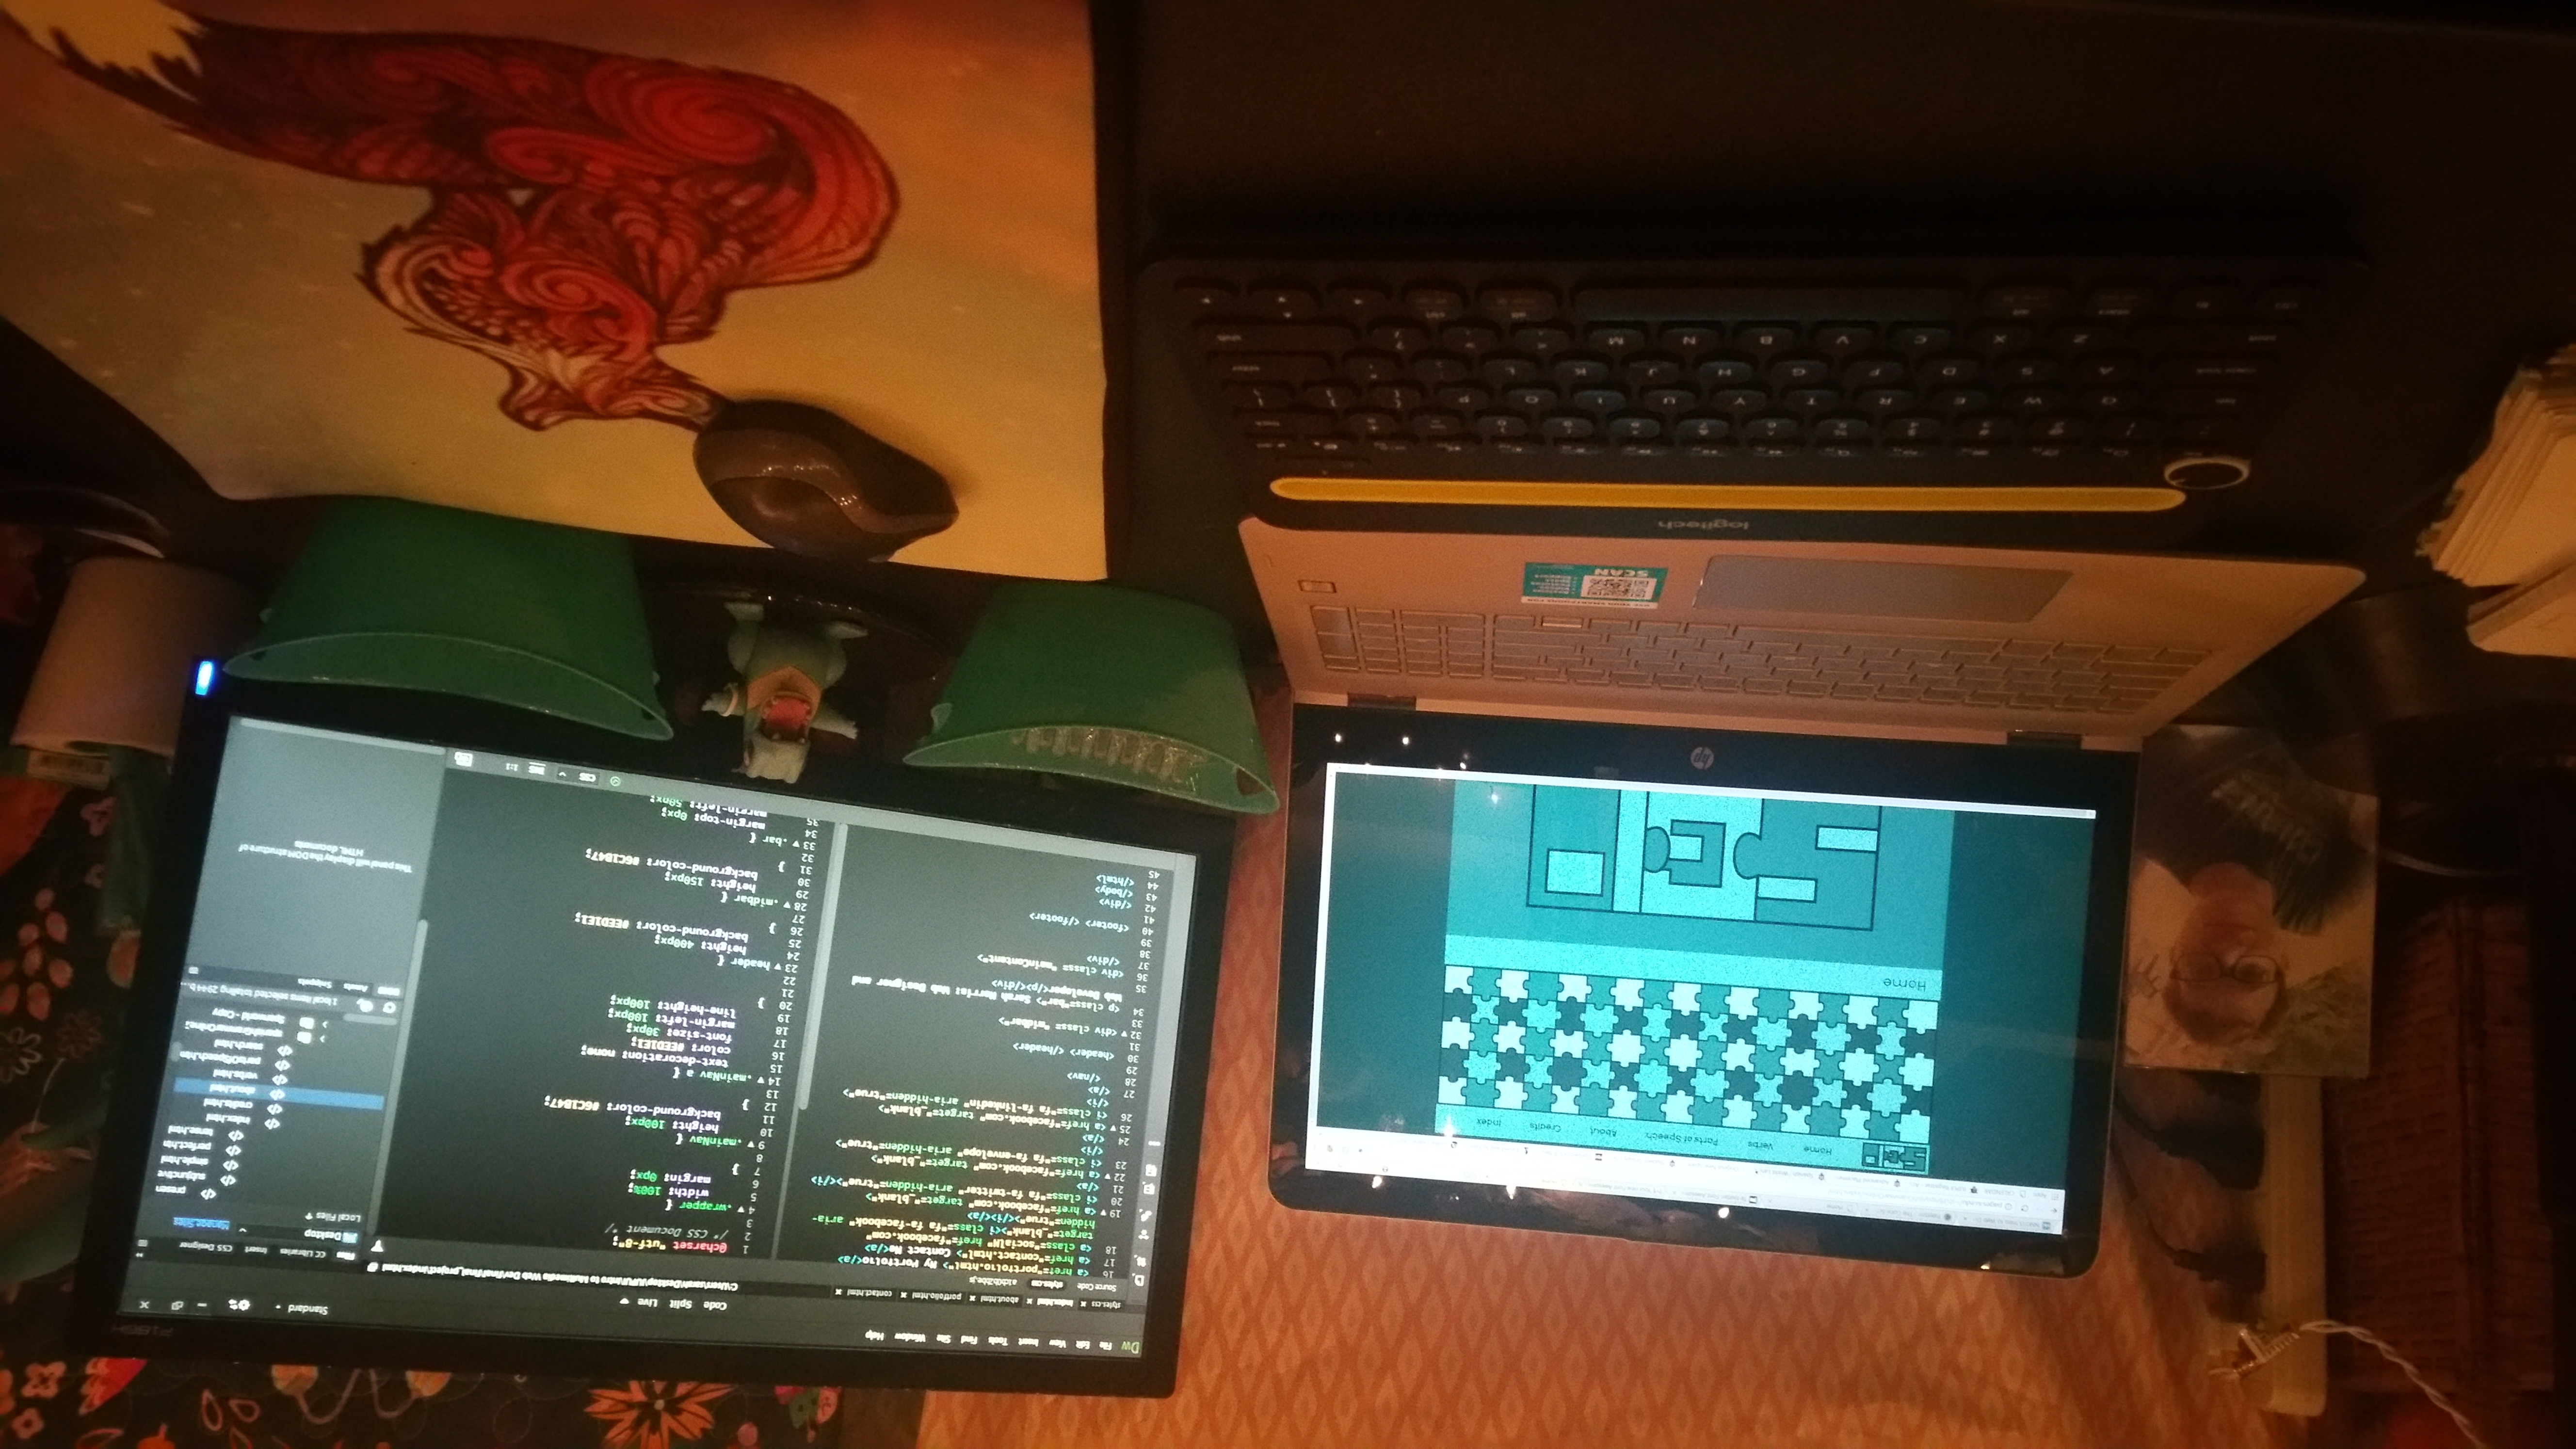 Home Verbs Parts of Speech About Credits Index
Home
hp
SCAN
logitech
Q W E R T Y U I O P
A S D F G H J K L
Z X C V B N M
Dw File Edit View Insert Tools Find Site Window Help
Standard
Code Split Live
styles.css index.html about.html portfolio.html contact.html
C:\Users\sarah\Desktop\IUPUI\Intro to Multimedia Web Dev\final\final_project\index.html
Source Code styles.css a1cb0b2bbe.js
16 <a href="portfolio.html"> My Portfolio</a>
17 <a href="contact.html"> Contact Me</a>
18 <a class="socialM" href="facebook.com"
target="_blank"><i class="fa fa-facebook" aria-
hidden="true"></i></a>
19 <a href="facebook.com" target="_blank">
20 <i class="fa fa-twitter" aria-hidden="true"></i>
21 </a>
22 <a href="facebook.com" target="_blank">
23 <i class="fa fa-envelope" aria-hidden="true">
</i>
24 </a>
25 <a href="facebook.com" target="_blank">
26 <i class="fa fa-linkedin" aria-hidden="true">
</i>
27 </a>
28 </nav>
29
30 <header> </header>
31
32 <div class= "midbar">
33
34 <p class="bar"> Sarah Morris: Web Designer and
Web Developer</p></div>
35
36 <div class= "mainContent">
37 </div>
38
39
40 <footer> </footer>
41
42 </div>
43 </body>
44 </html>
45
1 @charset "utf-8";
2 /* CSS Document */
3
4 .wrapper {
5 width: 100%;
6 margin: 0px;
7 }
8
9 .mainNav {
10 height: 100px;
11 background-color: #6C1B47;
12 }
13
14 .mainNav a {
15 text-decoration: none;
16 color: #EED1E1;
17 font-size: 30px;
18 margin-left: 100px;
19 line-height: 100px;
20 }
21
22
23 header {
24 height: 400px;
25 background-color: #EED1E1;
26 }
27
28 .midbar {
29 height: 150px;
30 background-color: #6C1B47;
31 }
32
33 .bar {
34 margin-top: 0px;
35 margin-left: 50px;
CSS INS 1:1
Files CC Libraries Insert CSS Designer
Desktop Manage Sites
Local Files
presen
subjunctive
simple.html
perfect.htm
tense.html
index.html
credits.html
about.html
verbs.html
partsOfSpeech.htm
search.html
spanishGrammarOnline
Spanworld - Copy
1 local items selected totalling 2944 b...
DOM Assets Snippets
This panel will display the DOM structure of
HTML documents